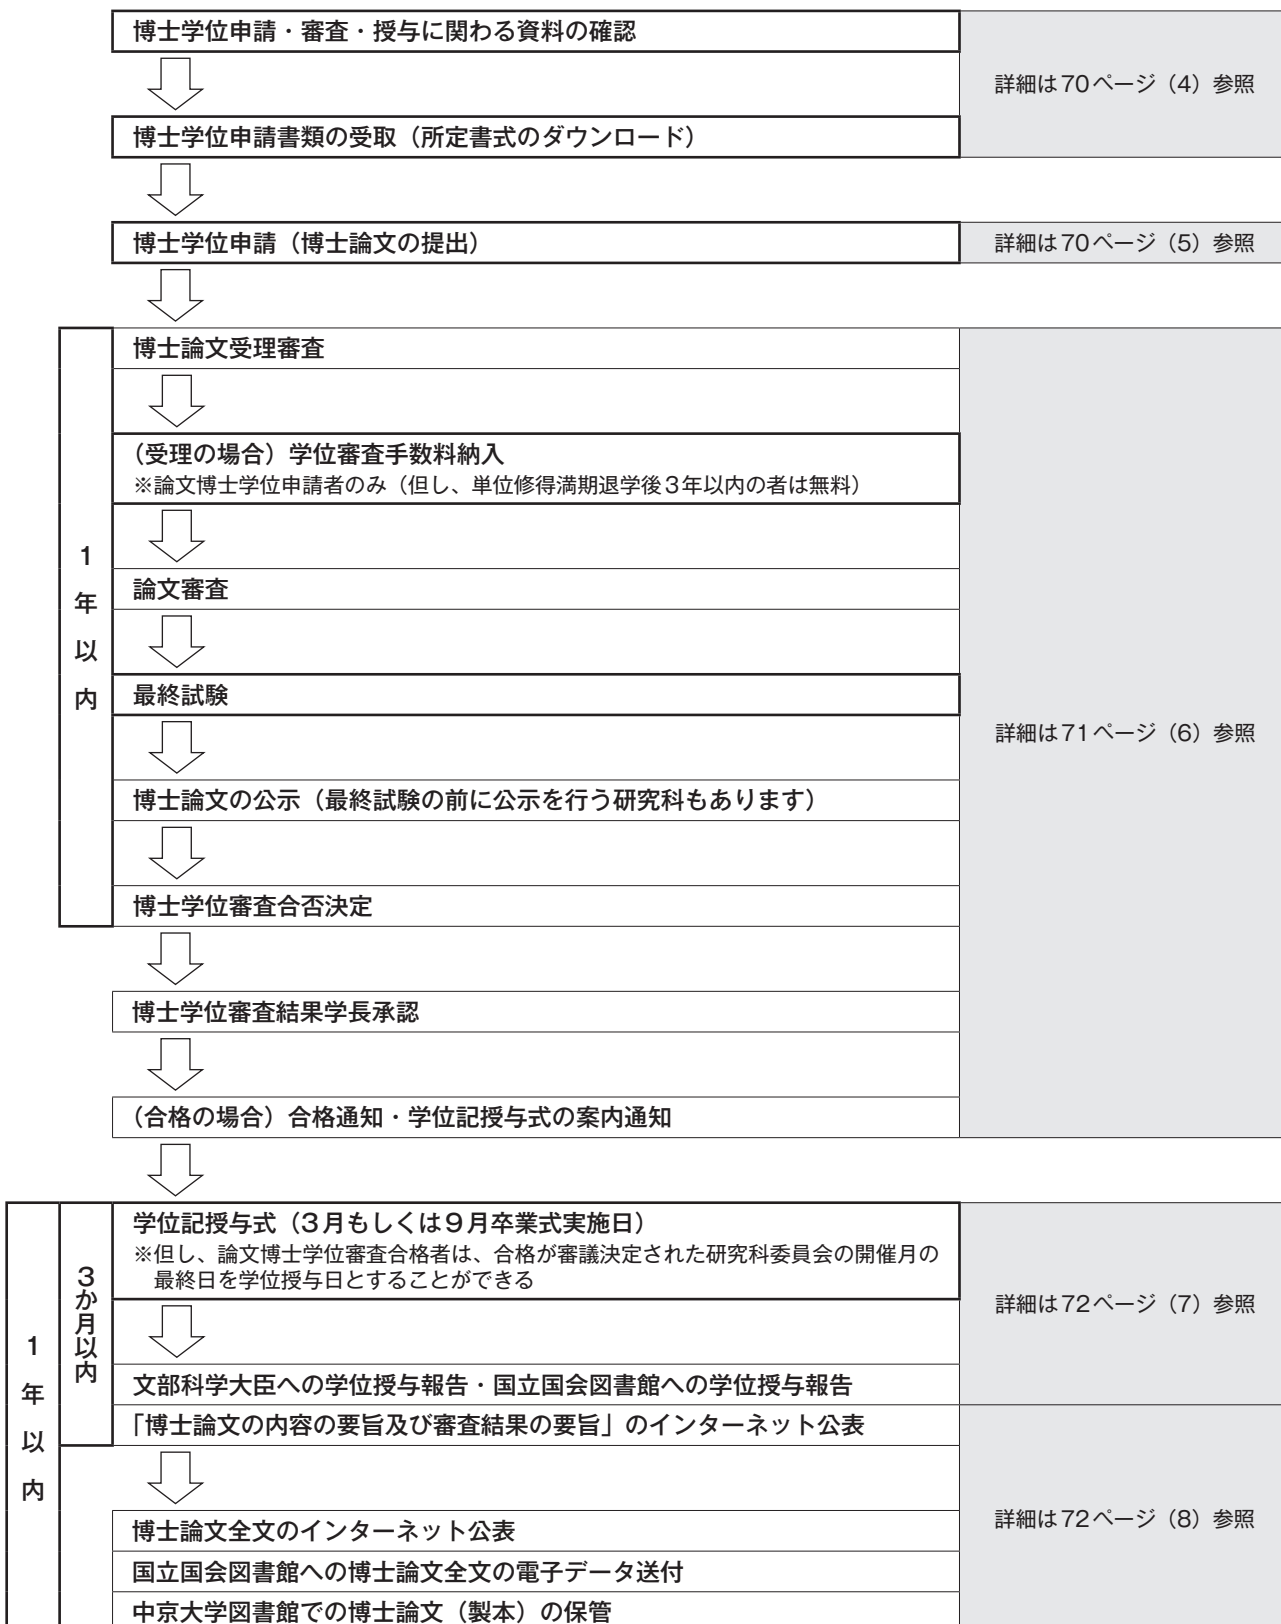 博士学位申請・審査・授与に関わる資料の確認
詳細は70ページ（4）参照
博士学位申請書類の受取（所定書式のダウンロード）
博士学位申請（博士論文の提出）
詳細は70ページ（5）参照
1年以内
博士論文受理審査
（受理の場合）学位審査手数料納入
※論文博士学位申請者のみ（但し、単位修得満期退学後3年以内の者は無料）
論文審査
最終試験
詳細は71ページ（6）参照
博士論文の公示（最終試験の前に公示を行う研究科もあります）
博士学位審査合否決定
博士学位審査結果学長承認
（合格の場合）合格通知・学位記授与式の案内通知
1年以内
3か月以内
学位記授与式（3月もしくは9月卒業式実施日）
※但し、論文博士学位審査合格者は、合格が審議決定された研究科委員会の開催月の
最終日を学位授与日とすることができる
詳細は72ページ（7）参照
文部科学大臣への学位授与報告・国立国会図書館への学位授与報告
「博士論文の内容の要旨及び審査結果の要旨」のインターネット公表
詳細は72ページ（8）参照
博士論文全文のインターネット公表
国立国会図書館への博士論文全文の電子データ送付
中京大学図書館での博士論文（製本）の保管